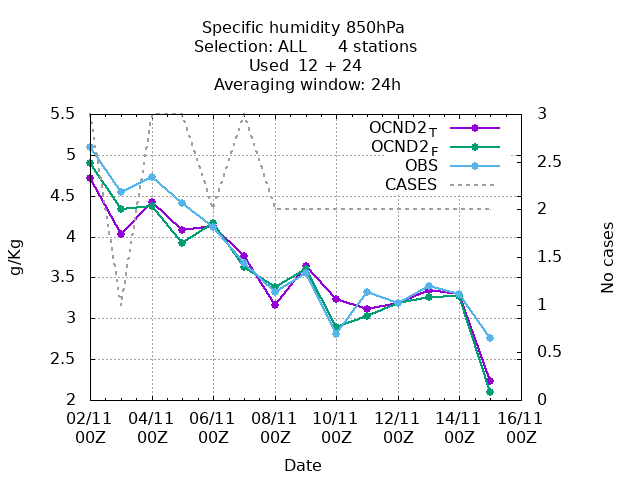 Specific humidity 850hPa
Selection: ALL 4 stations
Used 12 + 24
Averaging window: 24h
5.5
5
4.5
4
3.5
3
2.5
2
g/Kg
OCND2 T
OCND2 F
OBS
CASES
3
2.5
2
1.5
1
0.5
0
No cases
02/11 04/11 06/11 08/11 10/11 12/11 14/11 16/11
00Z 00Z 00Z 00Z 00Z 00Z 00Z 00Z
Date